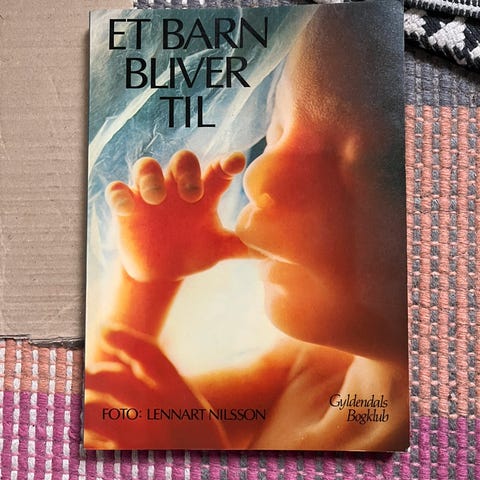 ET BARN
BLIVER
TIL
FOTO: LENNART NILSSON
Gyldendals
Bogklub